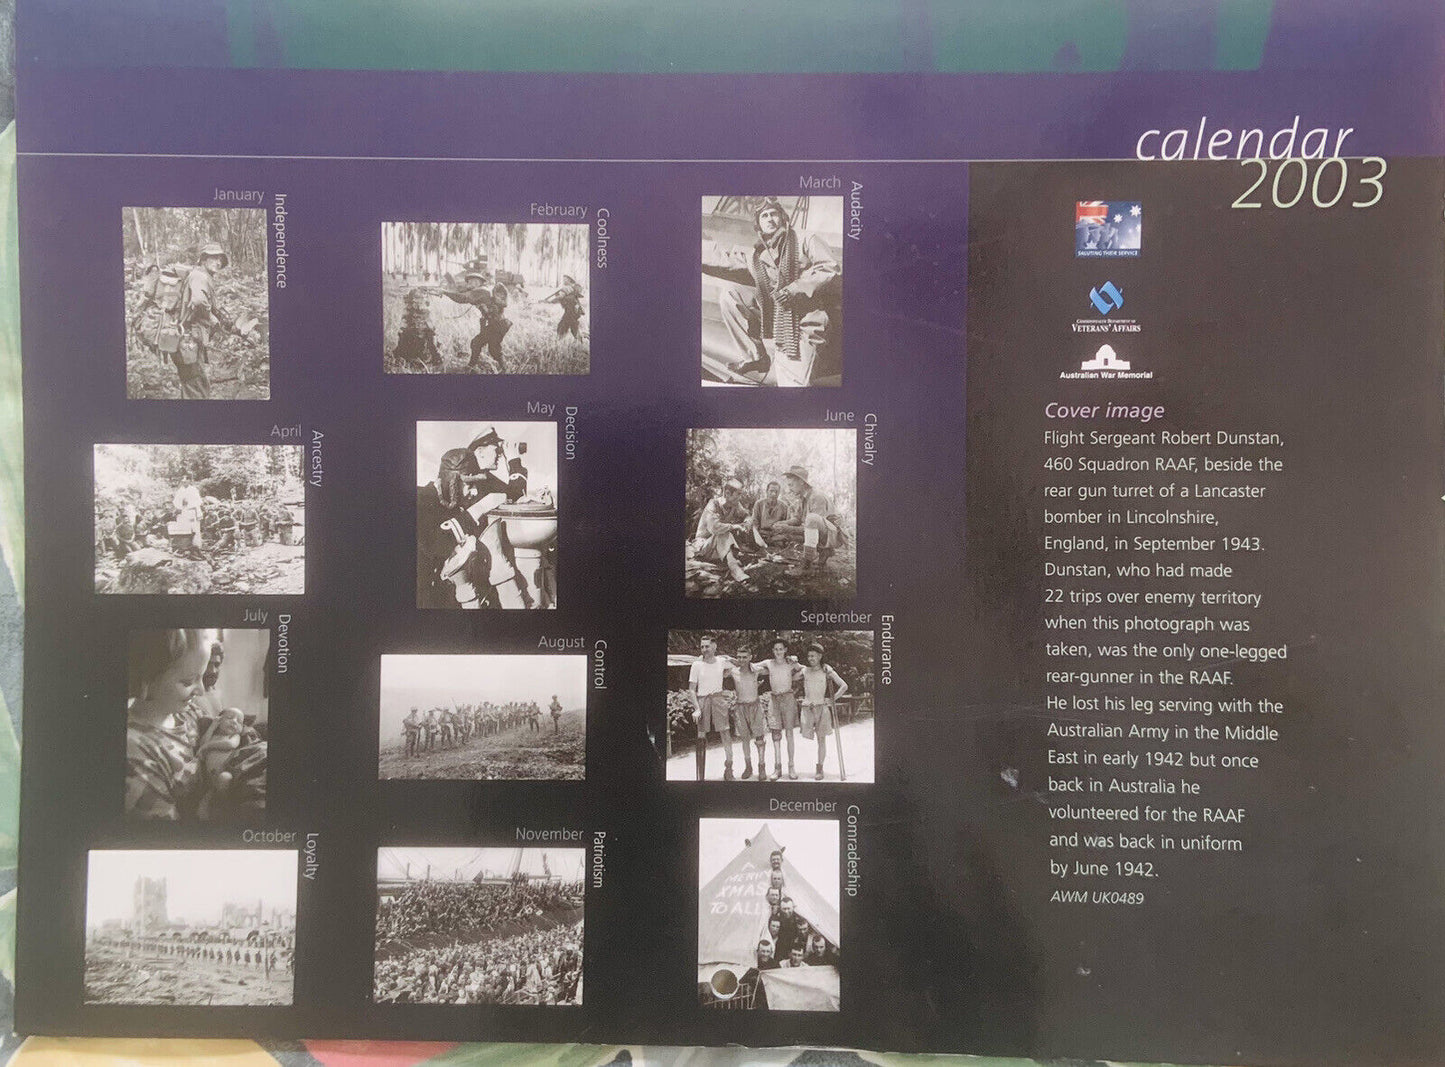 calendar
2003
January
Independence
February
Coolness
March
Audacity
April
Ancestry
May
Decision
June
Chivalry
July
Devotion
August
Control
September
Endurance
October
Loyalty
November
Patriotism
December
Comradeship
A
MERRY
XMAS
TO ALL
SALUTING THEIR SERVICE
COMMONWEALTH DEPARTMENT OF
VETERANS' AFFAIRS
Australian War Memorial
Cover image
Flight Sergeant Robert Dunstan,
460 Squadron RAAF, beside the
rear gun turret of a Lancaster
bomber in Lincolnshire,
England, in September 1943.
Dunstan, who had made
22 trips over enemy territory
when this photograph was
taken, was the only one-legged
rear-gunner in the RAAF.
He lost his leg serving with the
Australian Army in the Middle
East in early 1942 but once
back in Australia he
volunteered for the RAAF
and was back in uniform
by June 1942.
AWM UK0489